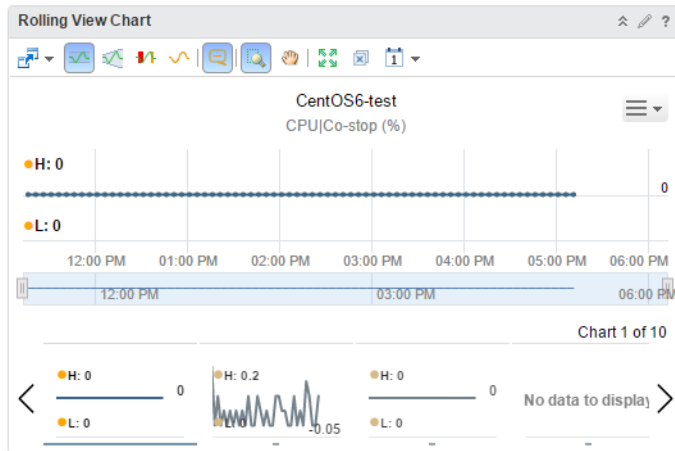 Rolling View Chart ?
1
CentOS6-test
CPU|Co-stop (%)
H: 0
0
L: 0
12:00 PM 01:00 PM 02:00 PM 03:00 PM 04:00 PM 05:00 PM 06:00 PM
12:00 PM 03:00 PM 06:00 PM
Chart 1 of 10
H: 0 H: 0.2 H: 0
0 0 No data to display
L: 0 L: 0 -0.05 L: 0